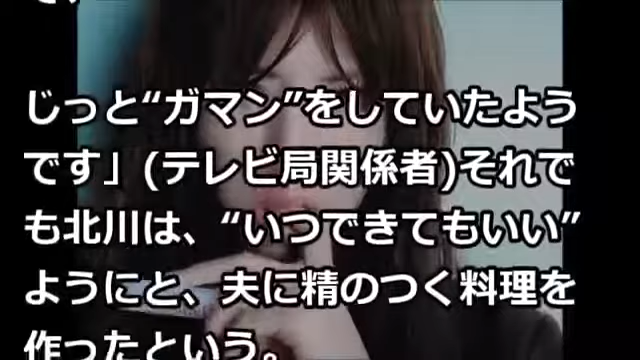 じっと“ガマン”をしていたよう
です」(テレビ局関係者)それで
も北川は、“いつできてもいい”
ようにと、夫に精のつく料理を
作ったという。